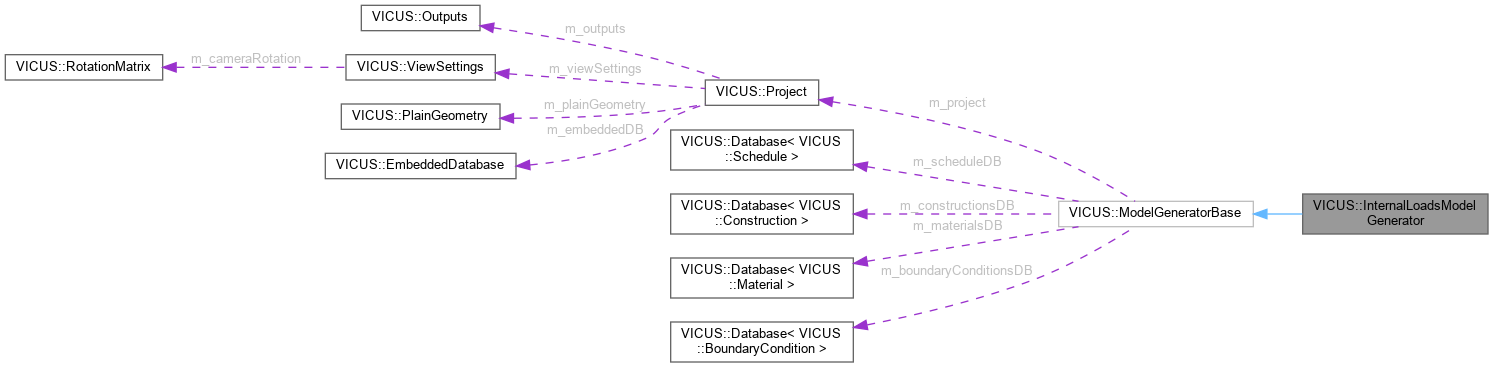 VICUS::Outputs
m_outputs
VICUS::RotationMatrix
m_cameraRotation
VICUS::ViewSettings
m_viewSettings
VICUS::Project
m_plainGeometry
VICUS::PlainGeometry
m_project
m_embeddedDB
VICUS::EmbeddedDatabase
VICUS::Database< VICUS
::Schedule >
m_scheduleDB
VICUS::Database< VICUS
::Construction >
m_constructionsDB
VICUS::ModelGeneratorBase
VICUS::InternalLoadsModel
Generator
m_materialsDB
VICUS::Database< VICUS
::Material >
m_boundaryConditionsDB
VICUS::Database< VICUS
::BoundaryCondition >